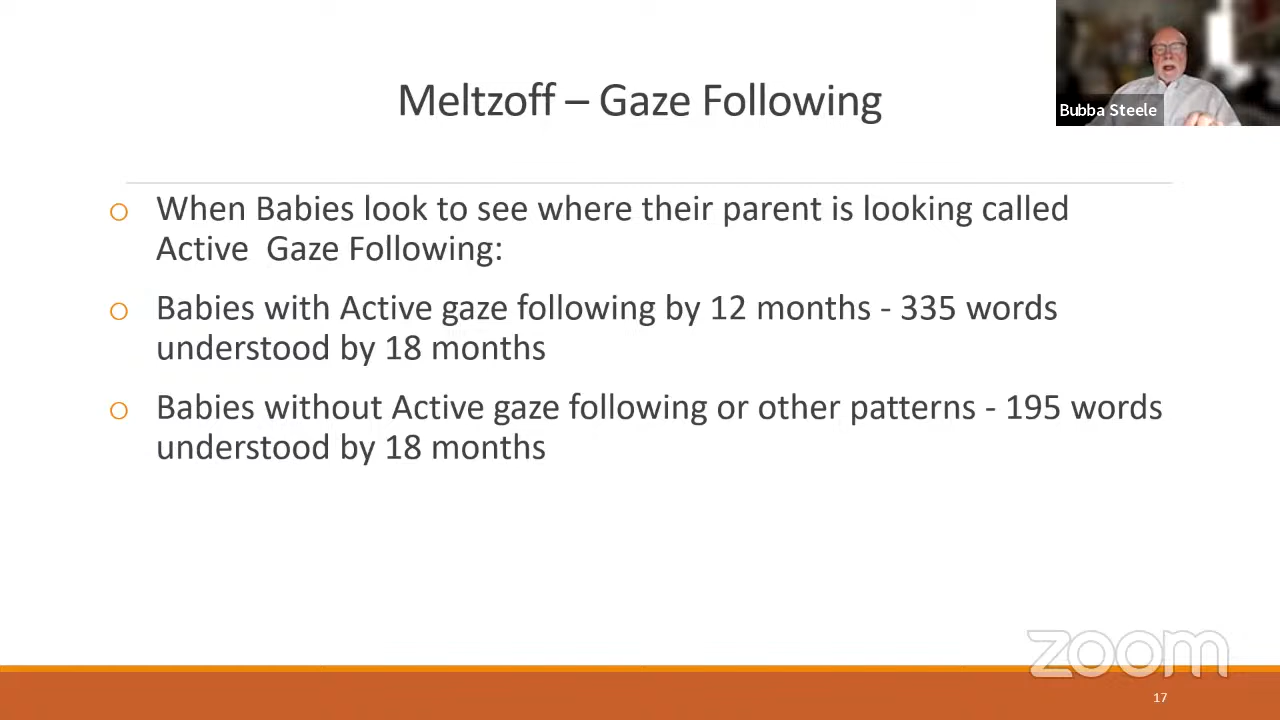 Meltzoff – Gaze Following
Bubba Steele
o When Babies look to see where their parent is looking called
Active  Gaze Following:
o Babies with Active gaze following by 12 months - 335 words
understood by 18 months
o Babies without Active gaze following or other patterns - 195 words
understood by 18 months
zoom
17